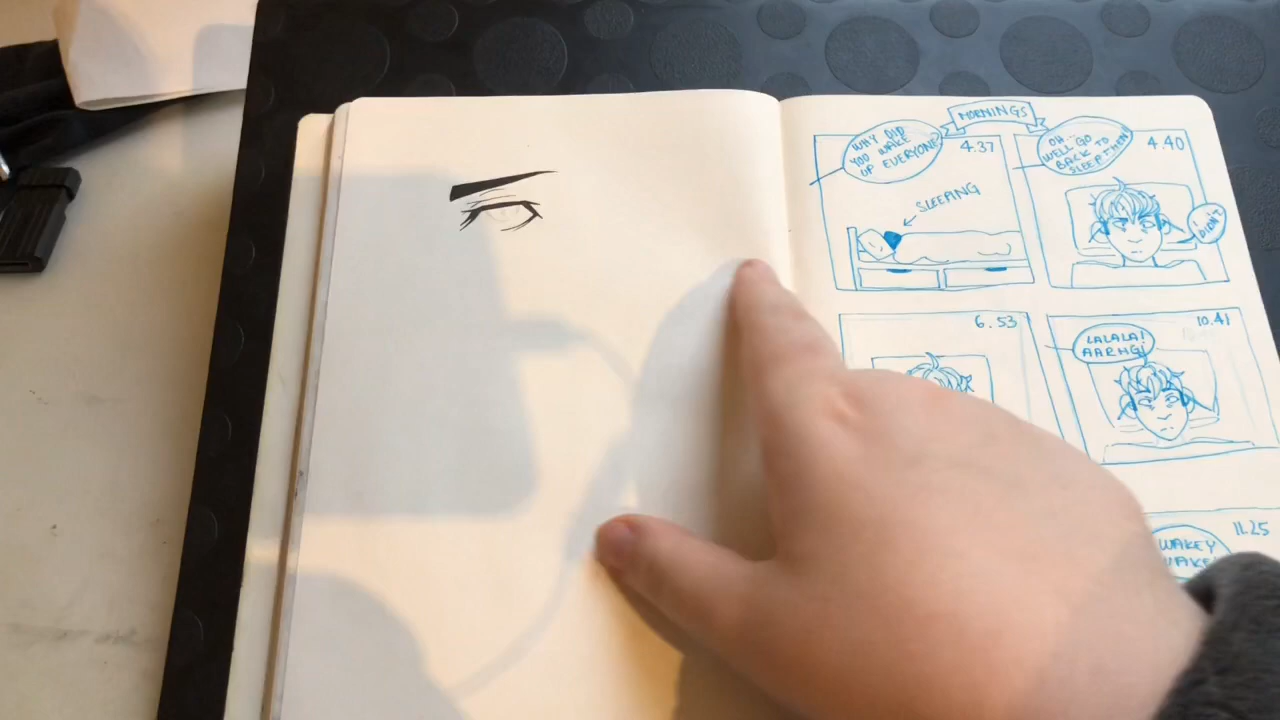 MORNINGS
WHY DID
YOU WAKE
UP EVERYONE
4.37
SLEEPING
OH...
WELL GO
BACK TO
SLEEP THEN
4.40
I
DIDN'T
6.53
10.41
LALALA!
AARHG!
11.25
WAKEY